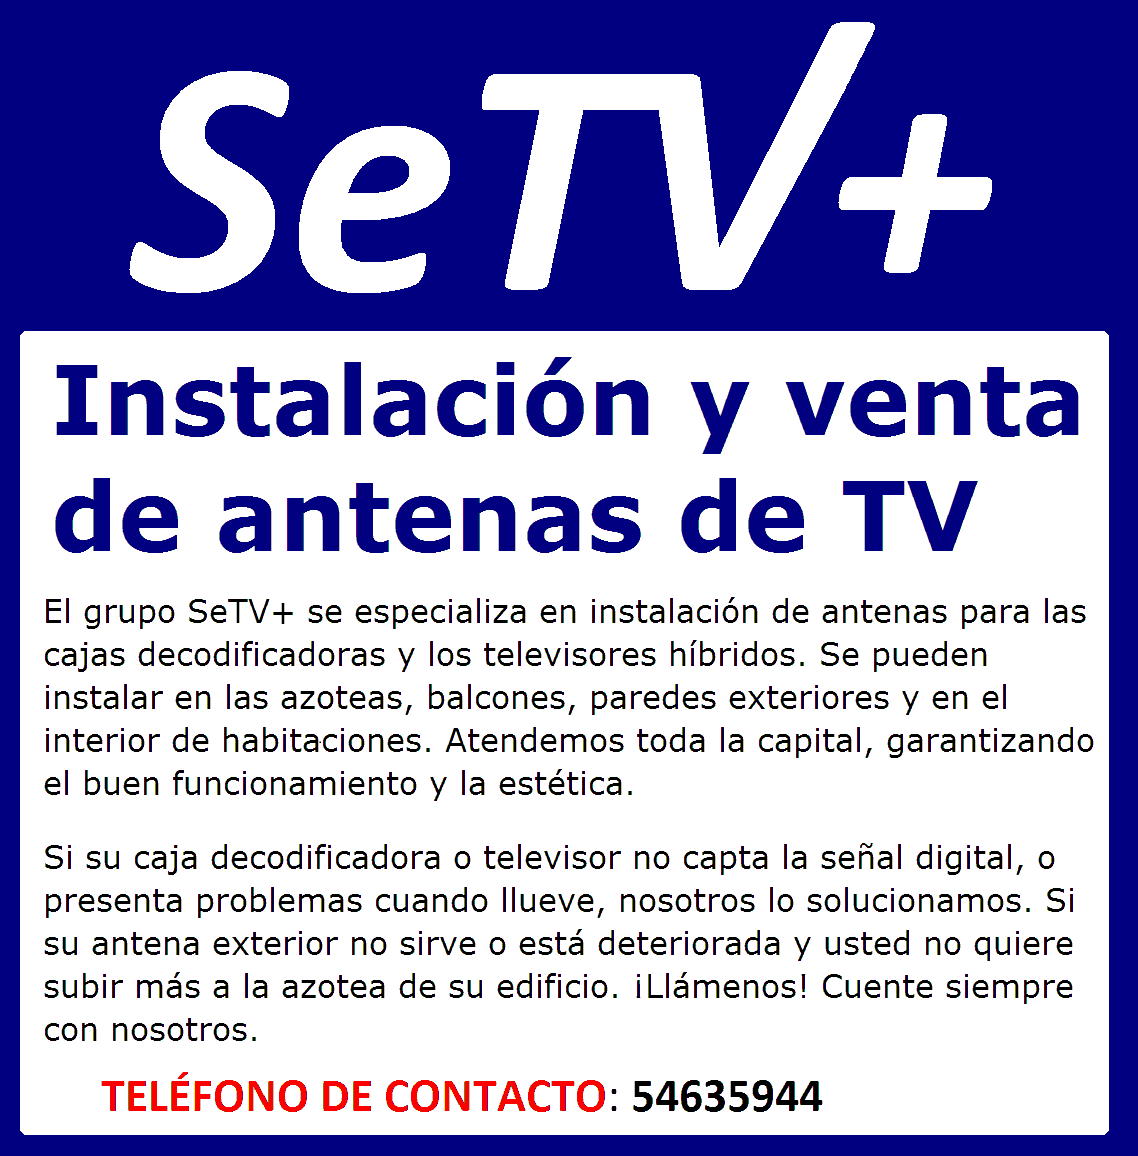 SeTV+
Instalación y venta
de antenas de TV
El grupo SeTV+ se especializa en instalación de antenas para las
cajas decodificadoras y los televisores híbridos. Se pueden
instalar en las azoteas, balcones, paredes exteriores y en el
interior de habitaciones. Atendemos toda la capital, garantizando
el buen funcionamiento y la estética.
Si su caja decodificadora o televisor no capta la señal digital, o
presenta problemas cuando llueve, nosotros lo solucionamos. Si
su antena exterior no sirve o está deteriorada y usted no quiere
subir más a la azotea de su edificio. ¡Llámenos! Cuente siempre
con nosotros.
TELÉFONO DE CONTACTO: 54635944